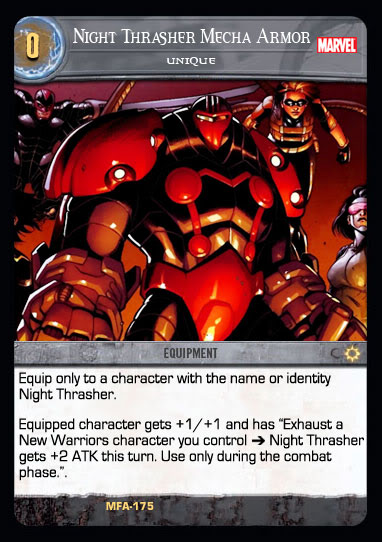 0
Night Thrasher Mecha Armor
MARVEL
UNIQUE
EQUIPMENT
C
Equip only to a character with the name or identity
Night Thrasher.
Equipped character gets +1/+1 and has “Exhaust a
New Warriors character you control ➔ Night Thrasher
gets +2 ATK this turn. Use only during the combat
phase.”.
MFA-175